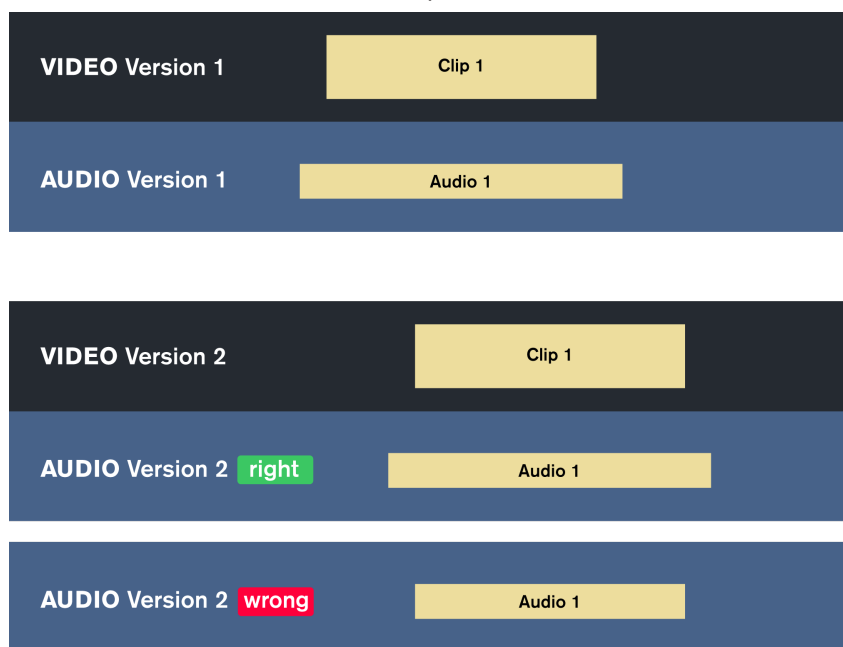 VIDEO Version 1
Clip 1
AUDIO Version 1
Audio 1
VIDEO Version 2
Clip 1
AUDIO Version 2 right
Audio 1
AUDIO Version 2 wrong
Audio 1